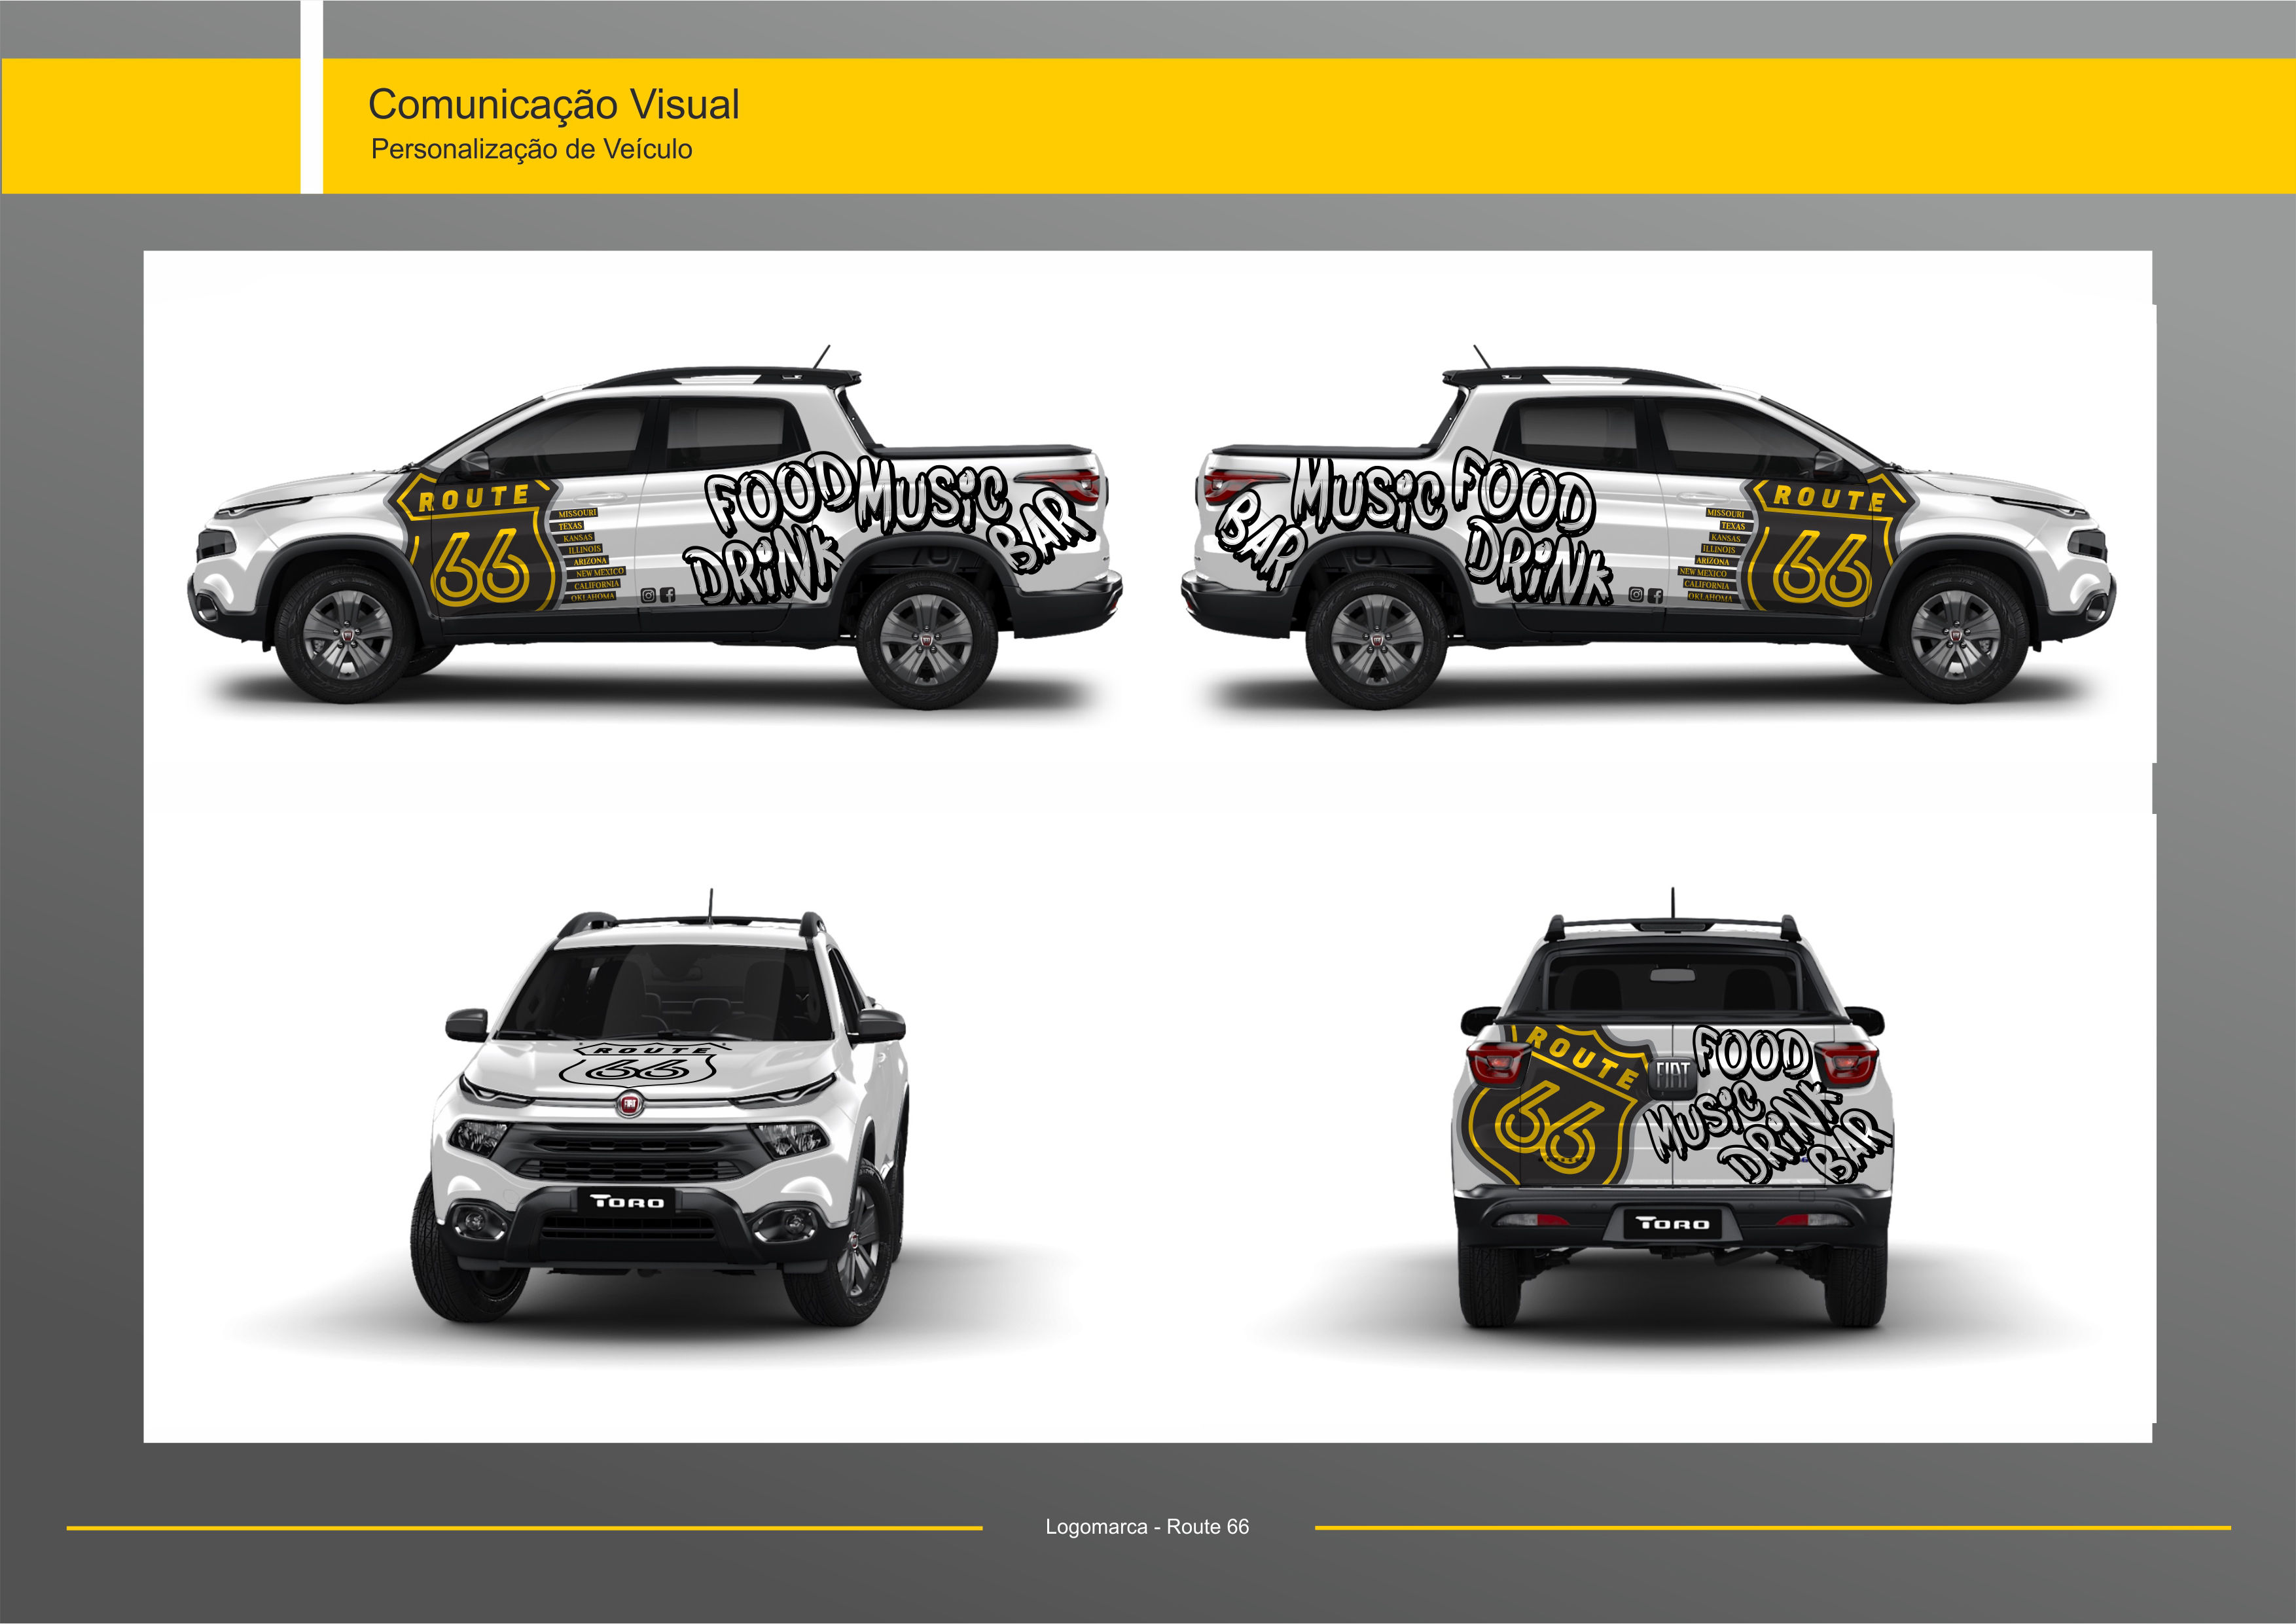 Comunicação Visual
Personalização de Veículo
ROUTE
66
MISSOURI
TEXAS
KANSAS
ILLINOIS
ARIZONA
NEW MEXICO
CALIFORNIA
OKLAHOMA
FOOD MUSiC
DRiNK BAR
MUSiC FOOD
BAR DRiNK
MISSOURI
TEXAS
KANSAS
ILLINOIS
ARIZONA
NEW MEXICO
CALIFORNIA
OKLAHOMA
ROUTE
66
ROUTE
66
FIAT
TORO
ROUTE
66
FIAT
FOOD
MUSiC
DRiNK
BAR
TORO
Logomarca - Route 66